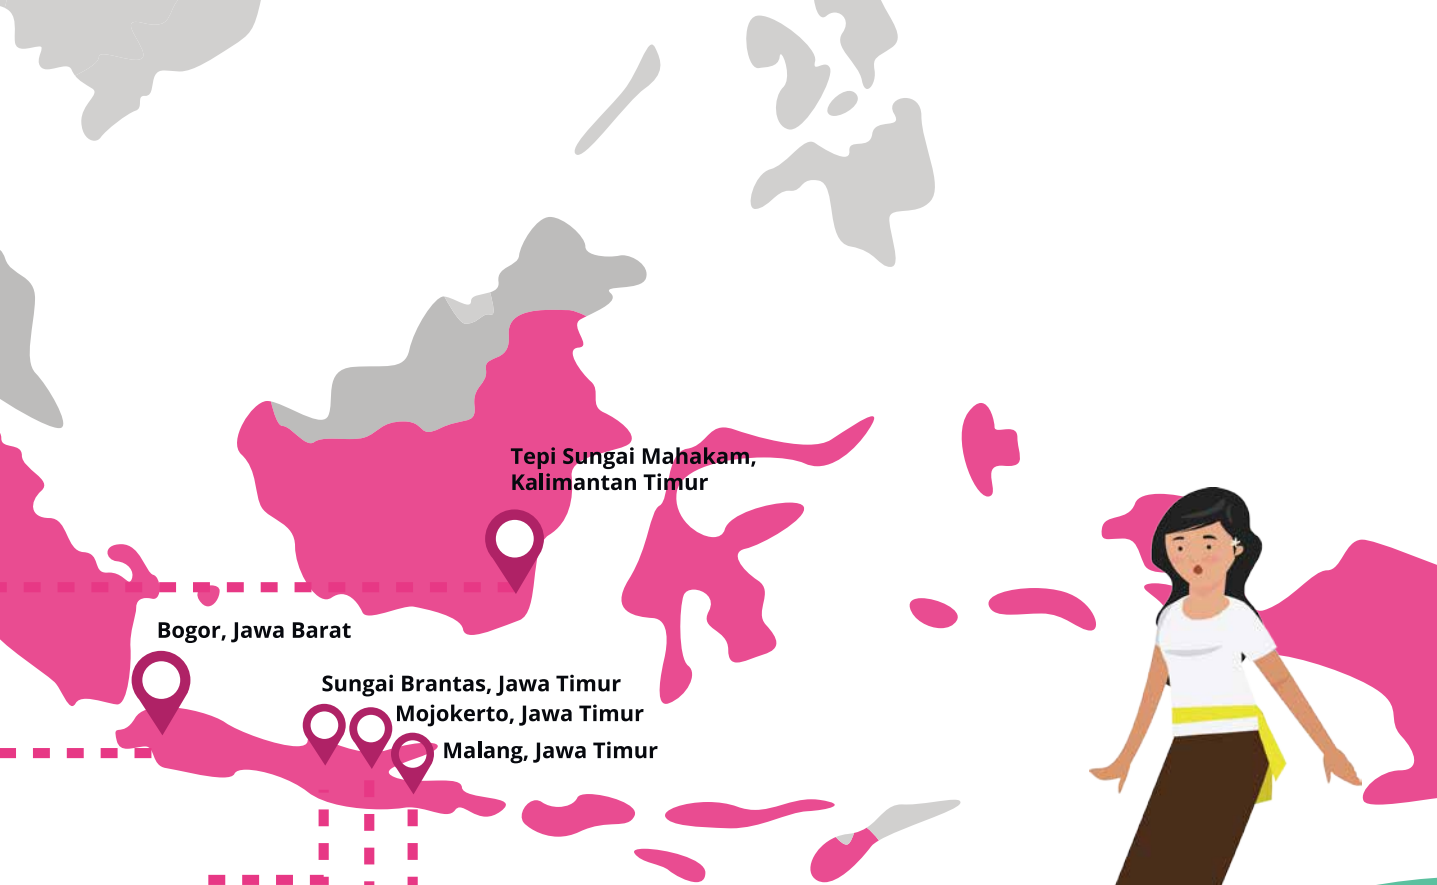 Tepi Sungai Mahakam,
Kalimantan Timur
Bogor, Jawa Barat
Sungai Brantas, Jawa Timur
Mojokerto, Jawa Timur
Malang, Jawa Timur